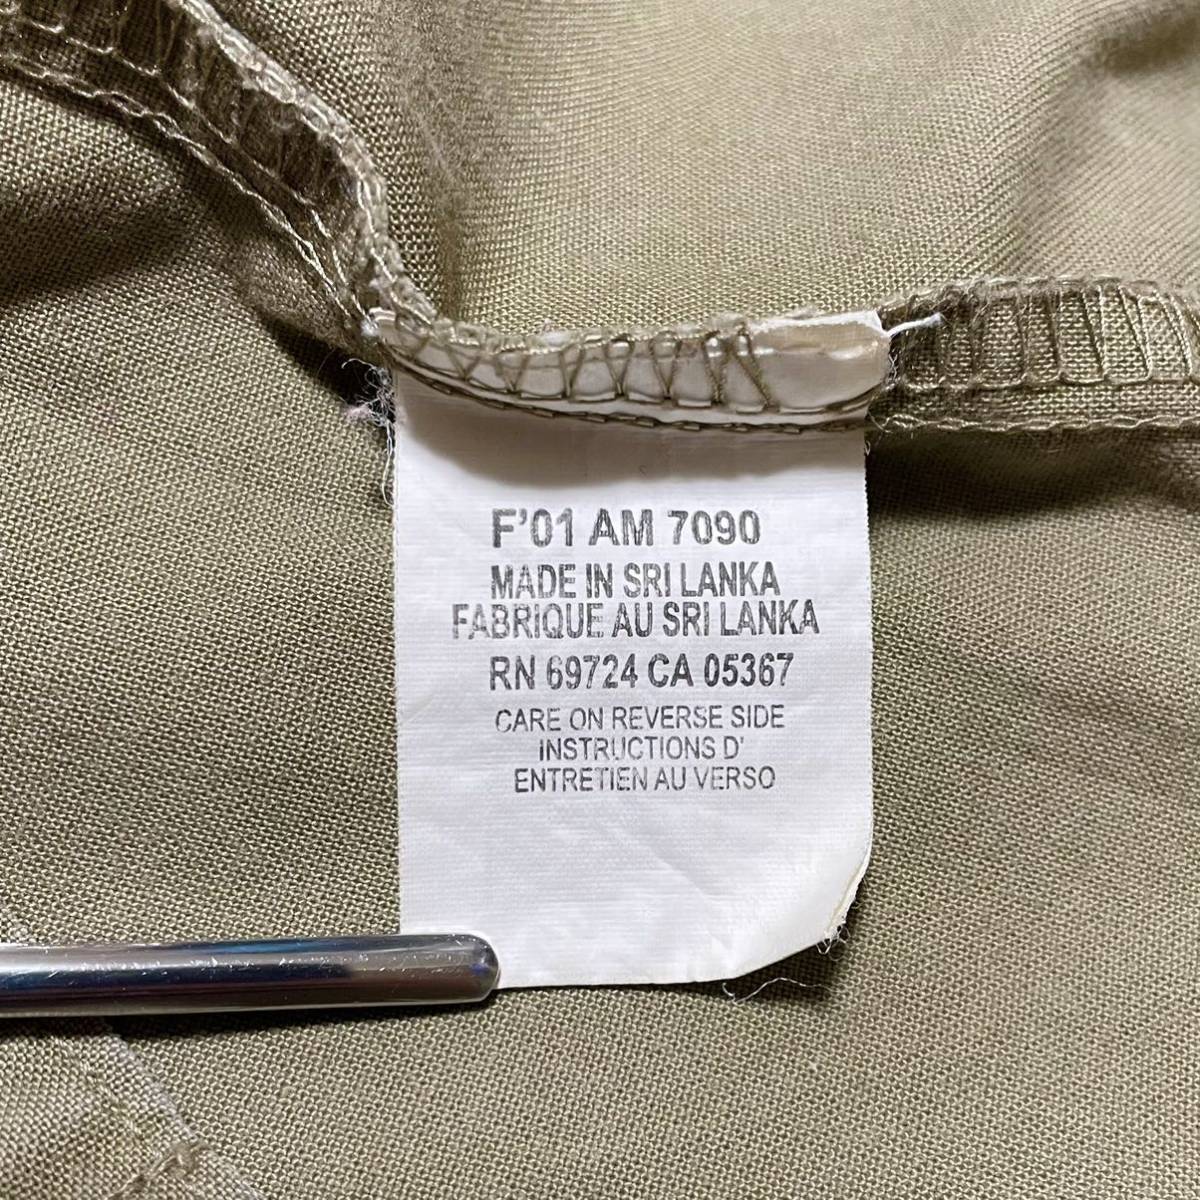 F'01 AM 7090
MADE IN SRI LANKA
FABRIQUE AU SRI LANKA
RN 69724 CA 05367
CARE ON REVERSE SIDE
INSTRUCTIONS D'
ENTRETIEN AU VERSO